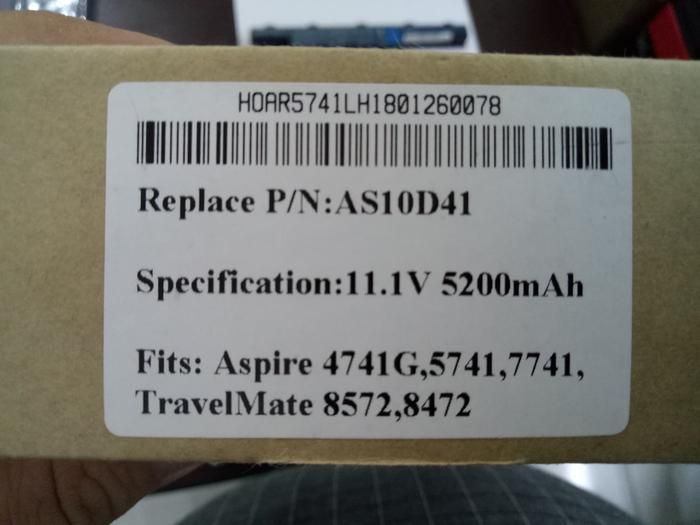 HOAR5741LH1801260078
Replace P/N:AS10D41
Specification:11.1V 5200mAh
Fits: Aspire 4741G,5741,7741,
TravelMate 8572,8472